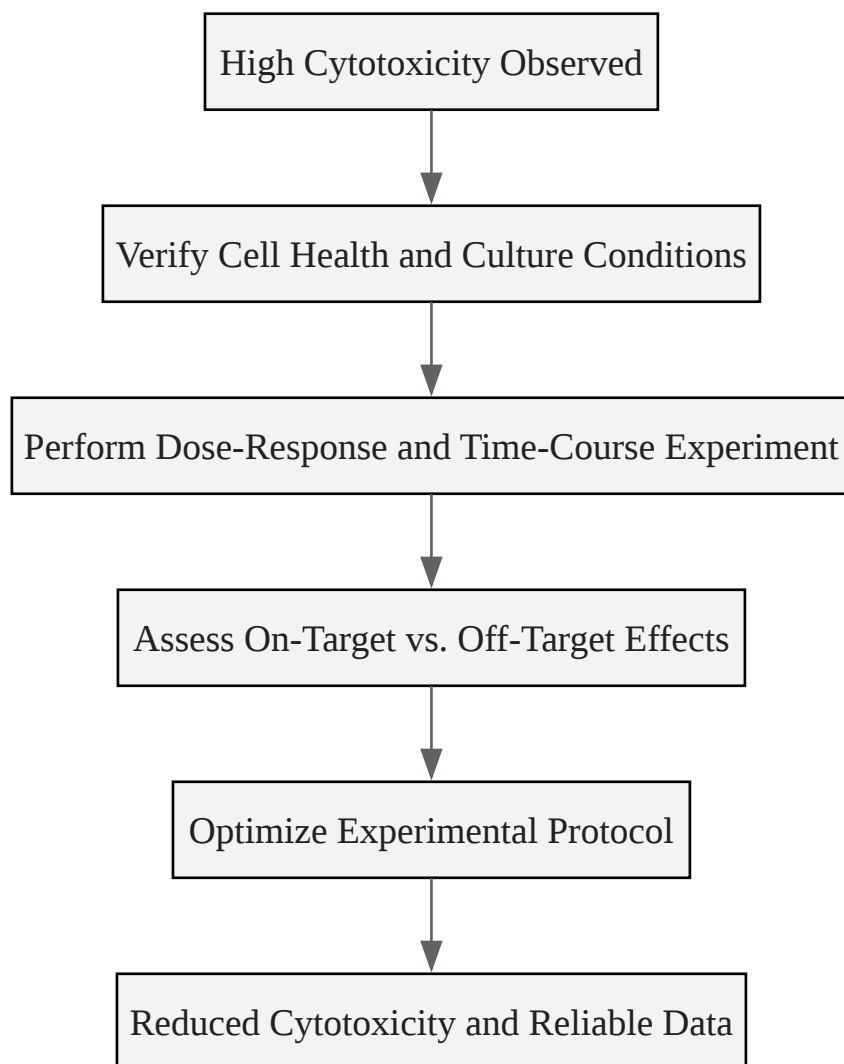 High Cytotoxicity Observed
Verify Cell Health and Culture Conditions
Perform Dose-Response and Time-Course Experiment
Assess On-Target vs. Off-Target Effects
Optimize Experimental Protocol
Reduced Cytotoxicity and Reliable Data